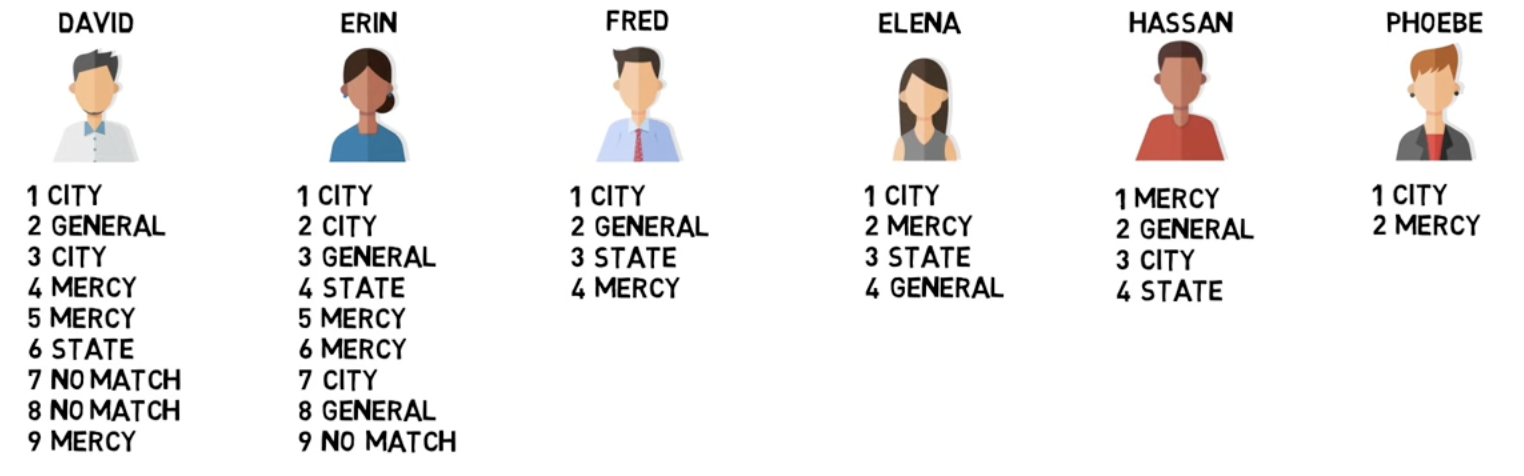 DAVID
1 CITY
2 GENERAL
3 CITY
4 MERCY
5 MERCY
6 STATE
7 NO MATCH
8 NO MATCH
9 MERCY
ERIN
1 CITY
2 CITY
3 GENERAL
4 STATE
5 MERCY
6 MERCY
7 CITY
8 GENERAL
9 NO MATCH
FRED
1 CITY
2 GENERAL
3 STATE
4 MERCY
ELENA
1 CITY
2 MERCY
3 STATE
4 GENERAL
HASSAN
1 MERCY
2 GENERAL
3 CITY
4 STATE
PHOEBE
1 CITY
2 MERCY